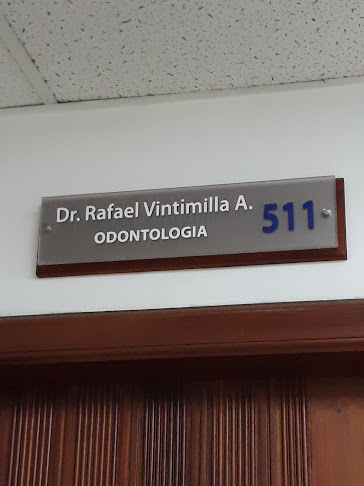 Dr. Rafael Vintimilla A.
ODONTOLOGIA
511